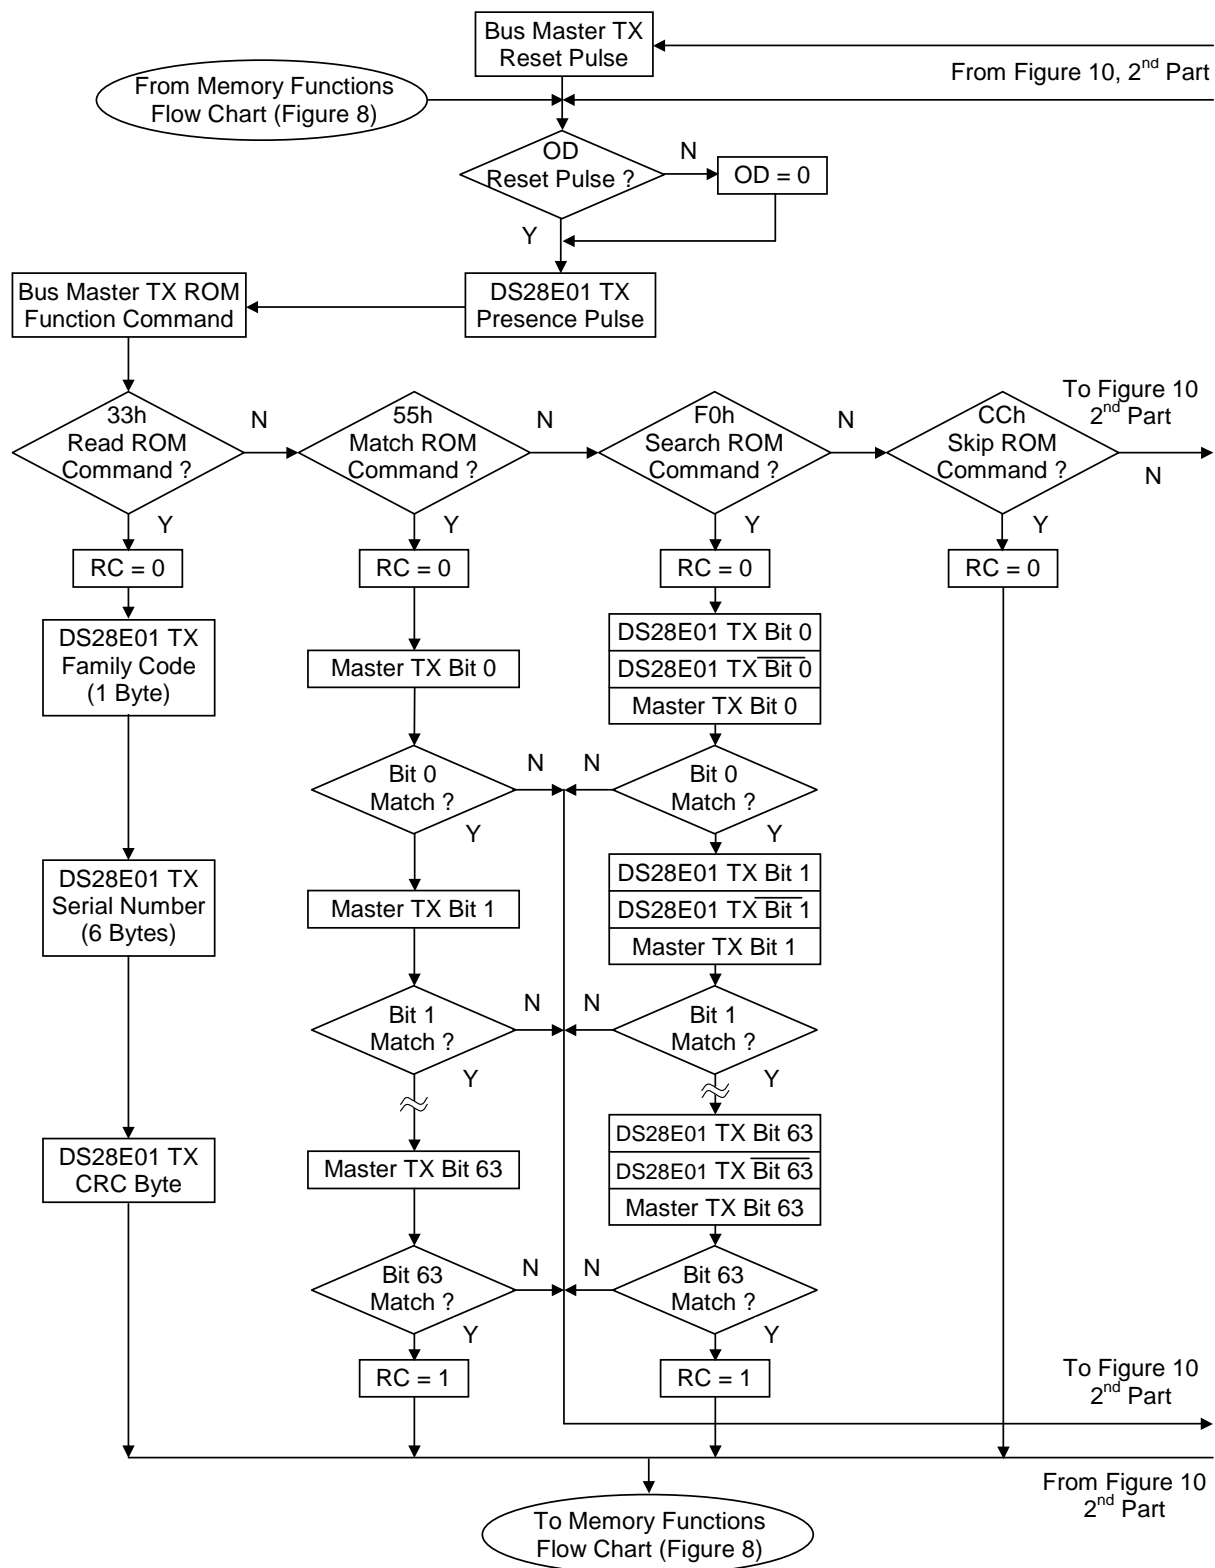 Bus Master TX
Reset Pulse
From Figure 10, 2nd Part
From Memory Functions
Flow Chart (Figure 8)
OD
Reset Pulse ?
N
OD = 0
Y
Bus Master TX ROM
Function Command
DS28E01 TX
Presence Pulse
33h
Read ROM
Command ?
N
55h
Match ROM
Command ?
N
F0h
Search ROM
Command ?
N
CCh
Skip ROM
Command ?
To Figure 10
2nd Part
N
Y
Y
Y
Y
RC = 0
RC = 0
RC = 0
RC = 0
DS28E01 TX
Family Code
(1 Byte)
Master TX Bit 0
DS28E01 TX Bit 0
DS28E01 TX B̅i̅t̅ ̅0̅
Master TX Bit 0
Bit 0
Match ?
N
N
Bit 0
Match ?
Y
Y
DS28E01 TX
Serial Number
(6 Bytes)
Master TX Bit 1
DS28E01 TX Bit 1
DS28E01 TX B̅i̅t̅ ̅1̅
Master TX Bit 1
Bit 1
Match ?
N
N
Bit 1
Match ?
Y
Y
DS28E01 TX
CRC Byte
Master TX Bit 63
DS28E01 TX Bit 63
DS28E01 TX B̅i̅t̅ ̅6̅3̅
Master TX Bit 63
Bit 63
Match ?
N
N
Bit 63
Match ?
Y
Y
RC = 1
RC = 1
To Figure 10
2nd Part
From Figure 10
2nd Part
To Memory Functions
Flow Chart (Figure 8)